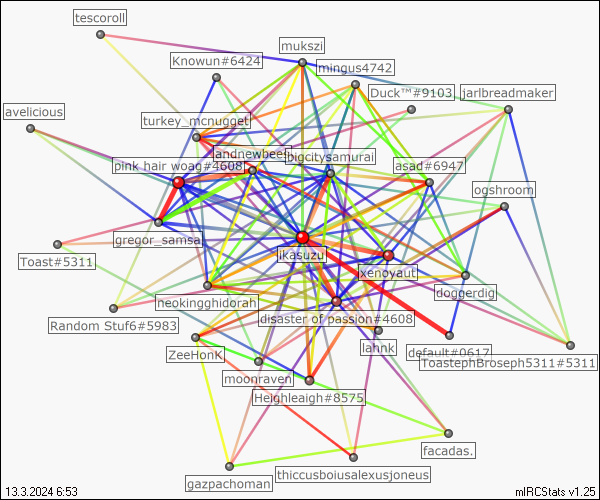 tescoroll
mukszi
Knowun#6424
mingus4742
Duck™#9103
jarlbreadmaker
avelicious
turkey_mcnugget
landnewbeef
bigcitysamurai
pink hair woag#4608
asad#6947
ogshroom
gregor_samsa
ikasuzu
Toast#5311
xenoyaut
hookingghidorah
doggerdig
disaster of passion#4608
Random Stuf6#5983
ZeeHonK
lahnk
default#0617
ToastephBroseph5311#5311
moonraven
Heighleaigh#8575
facadas.
thiccusboiusalexusjoneus
gazpachoman
13.3.2024 6:53
mIRCStats v1.25